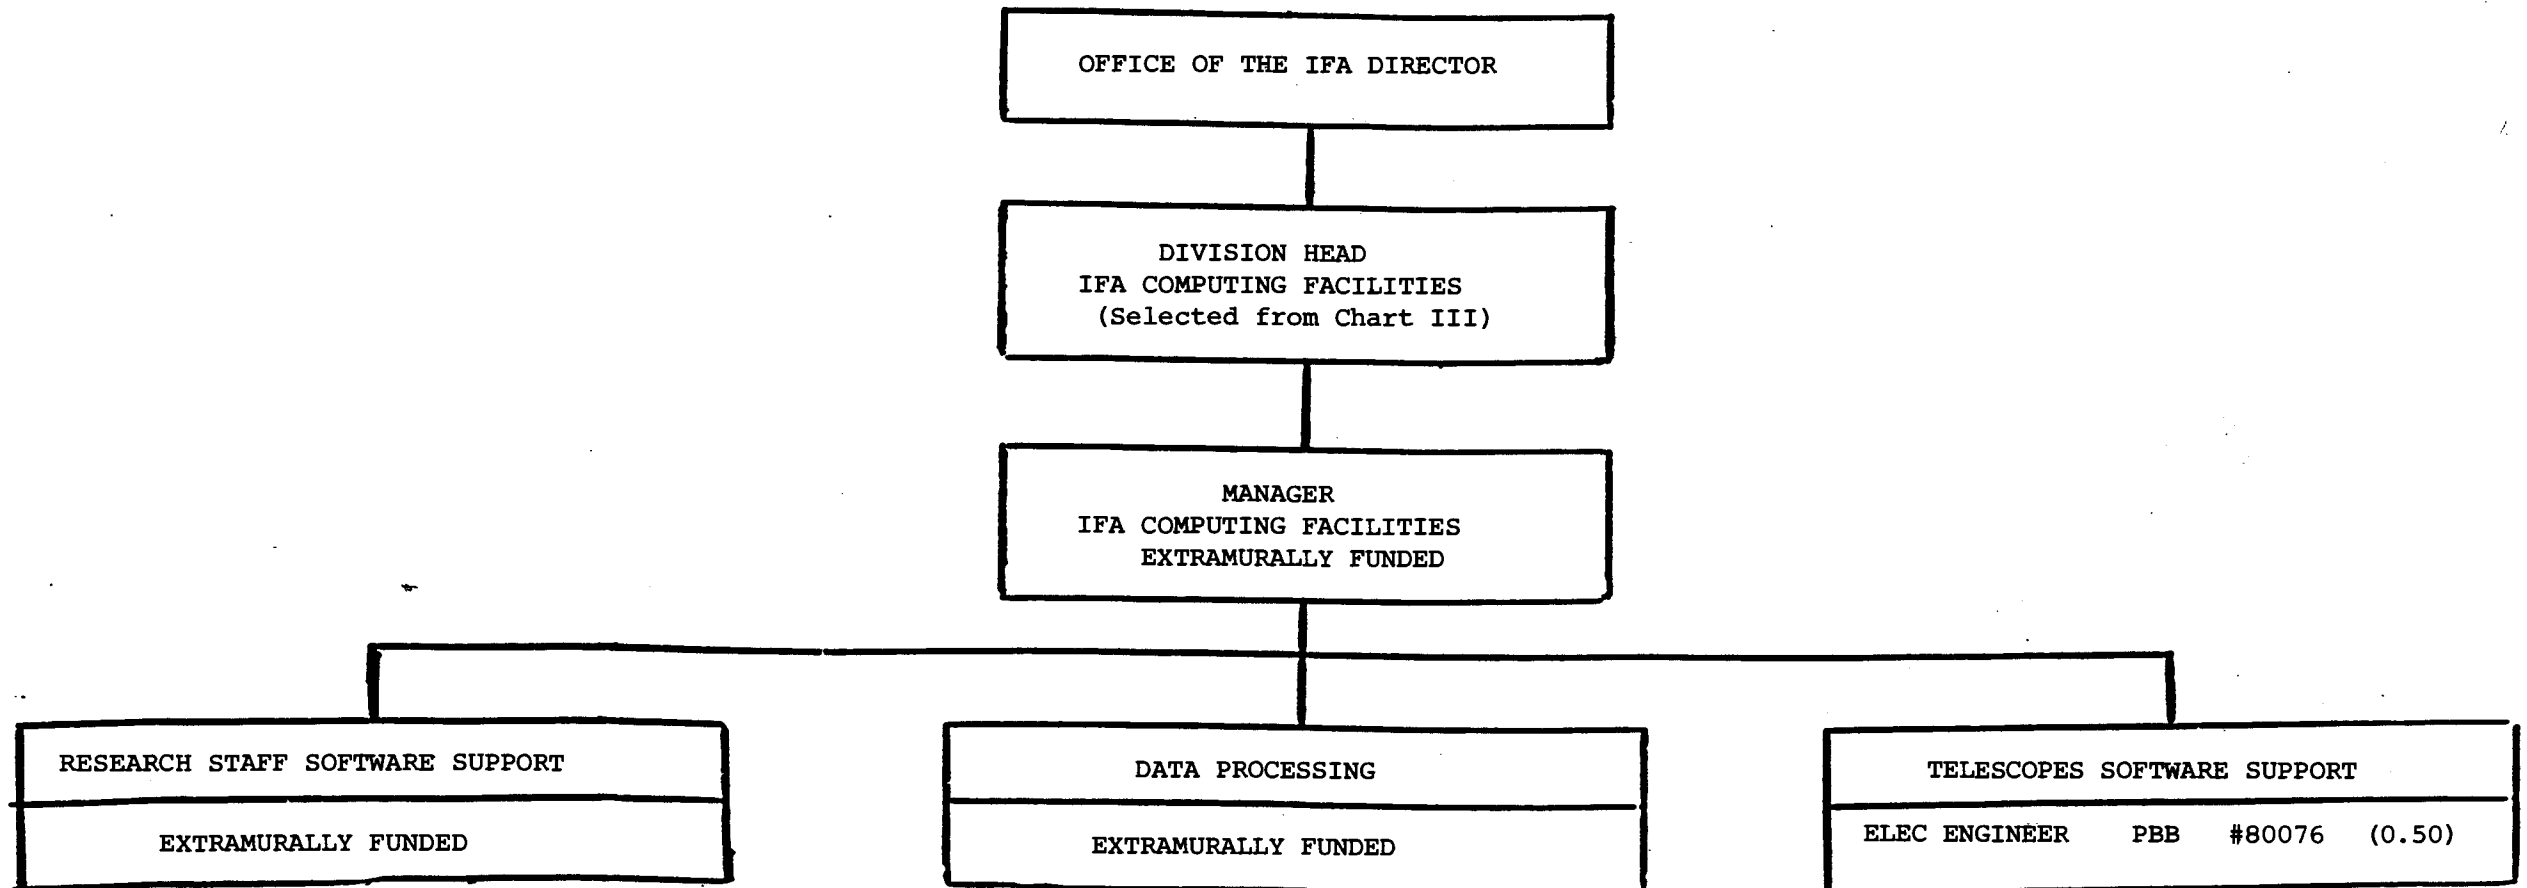 OFFICE OF THE IFA DIRECTOR
DIVISION HEAD
IFA COMPUTING FACILITIES
(Selected from Chart III)
MANAGER
IFA COMPUTING FACILITIES
EXTRAMURALLY FUNDED
RESEARCH STAFF SOFTWARE SUPPORT
EXTRAMURALLY FUNDED
DATA PROCESSING
EXTRAMURALLY FUNDED
TELESCOPES SOFTWARE SUPPORT
ELEC ENGINEER PBB #80076 (0.50)